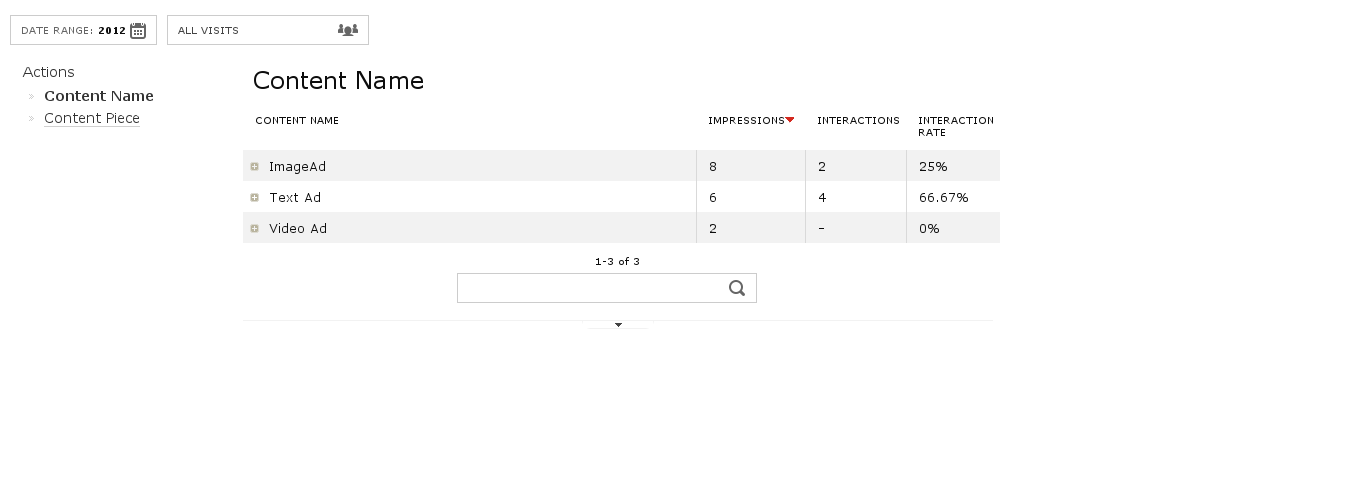 DATE RANGE: 2012
ALL VISITS
Actions
» Content Name
» Content Piece
Content Name
CONTENT NAME IMPRESSIONS INTERACTIONS INTERACTION RATE
ImageAd 8 2 25%
Text Ad 6 4 66.67%
Video Ad 2 - 0%
1-3 of 3